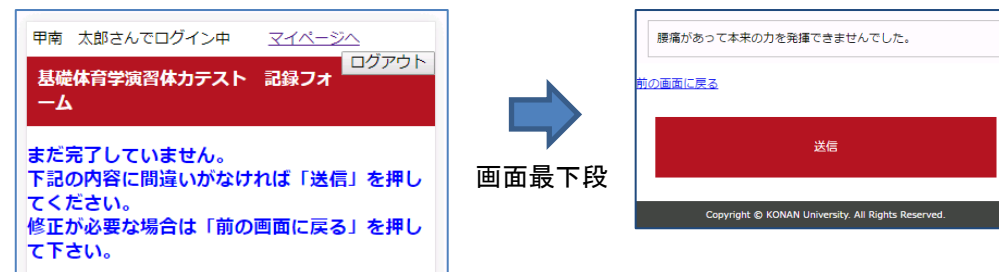 甲南　太郎さんでログイン中　マイページへ
ログアウト
基礎体育学演習体力テスト　記録フォ
ーム
まだ完了していません。
下記の内容に間違いがなければ「送信」を押し
てください。
修正が必要な場合は「前の画面に戻る」を押し
て下さい。
画面最下段
腰痛があって本来の力を発揮できませんでした。
前の画面に戻る
送信
Copyright © KONAN University. All Rights Reserved.